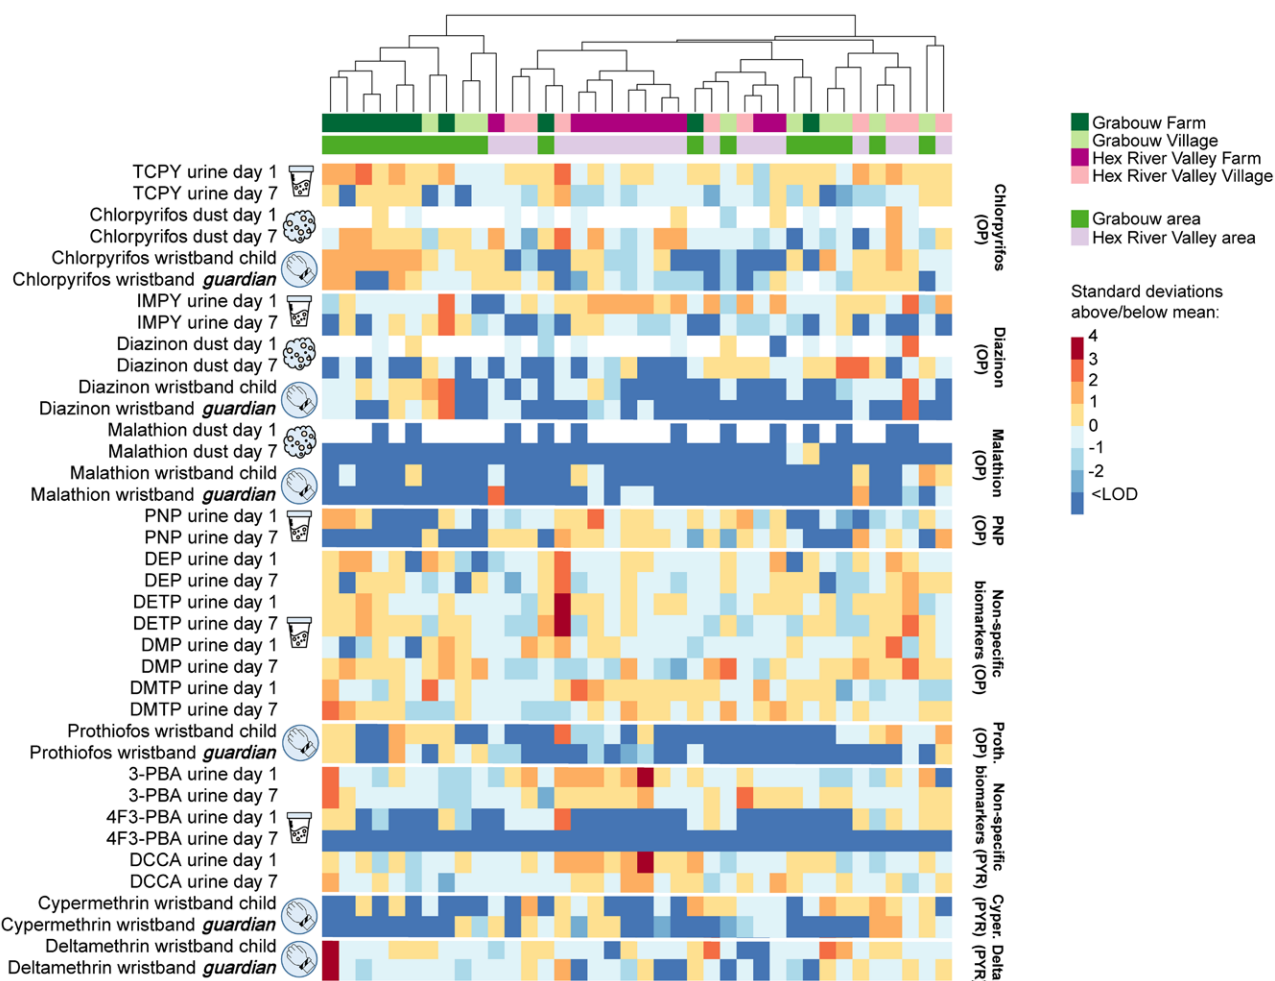 TCPY urine day 1
TCPY urine day 7
Chlorpyrifos dust day 1
Chlorpyrifos dust day 7
Chlorpyrifos wristband child
Chlorpyrifos wristband guardian
IMPY urine day 1
IMPY urine day 7
Diazinon dust day 1
Diazinon dust day 7
Diazinon wristband child
Diazinon wristband guardian
Malathion dust day 1
Malathion dust day 7
Malathion wristband child
Malathion wristband guardian
PNP urine day 1
PNP urine day 7
DEP urine day 1
DEP urine day 7
DETP urine day 1
DETP urine day 7
DMP urine day 1
DMP urine day 7
DMTP urine day 1
DMTP urine day 7
Prothiofos wristband child
Prothiofos wristband guardian
3-PBA urine day 1
3-PBA urine day 7
4F3-PBA urine day 1
4F3-PBA urine day 7
DCCA urine day 1
DCCA urine day 7
Cypermethrin wristband child
Cypermethrin wristband guardian
Deltamethrin wristband child
Deltamethrin wristband guardian
Chlorpyrifos
(OP)
Diazinon
(OP)
Malathion
(OP)
PNP
(OP)
Non-specific
biomarkers (OP)
Proth.
(OP)
Non-specific
biomarkers (PYR)
Cyper.
(PYR)
Delta
(PYR
Grabouw Farm
Grabouw Village
Hex River Valley Farm
Hex River Valley Village
Grabouw area
Hex River Valley area
Standard deviations
above/below mean:
4
3
2
1
0
-1
-2
<LOD